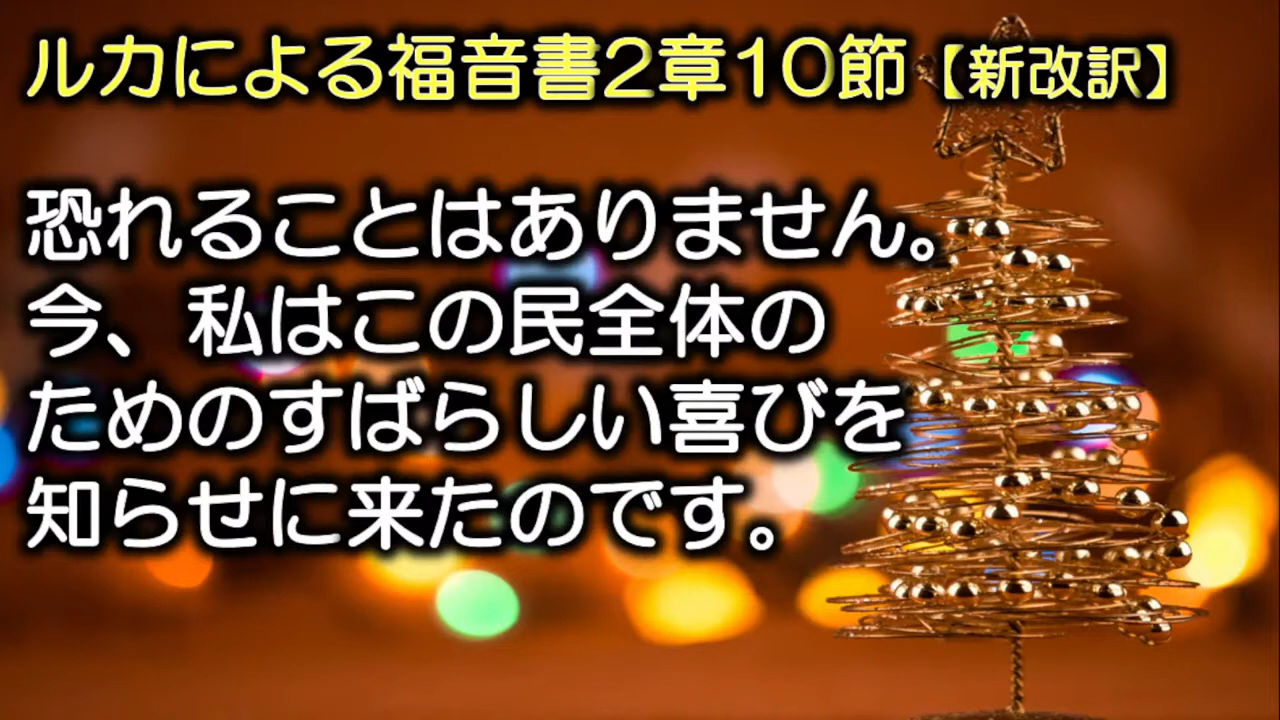 ルカによる福音書2章10節【新改訳】
恐れることはありません。
今、私はこの民全体の
ためのすばらしい喜びを
知らせに来たのです。